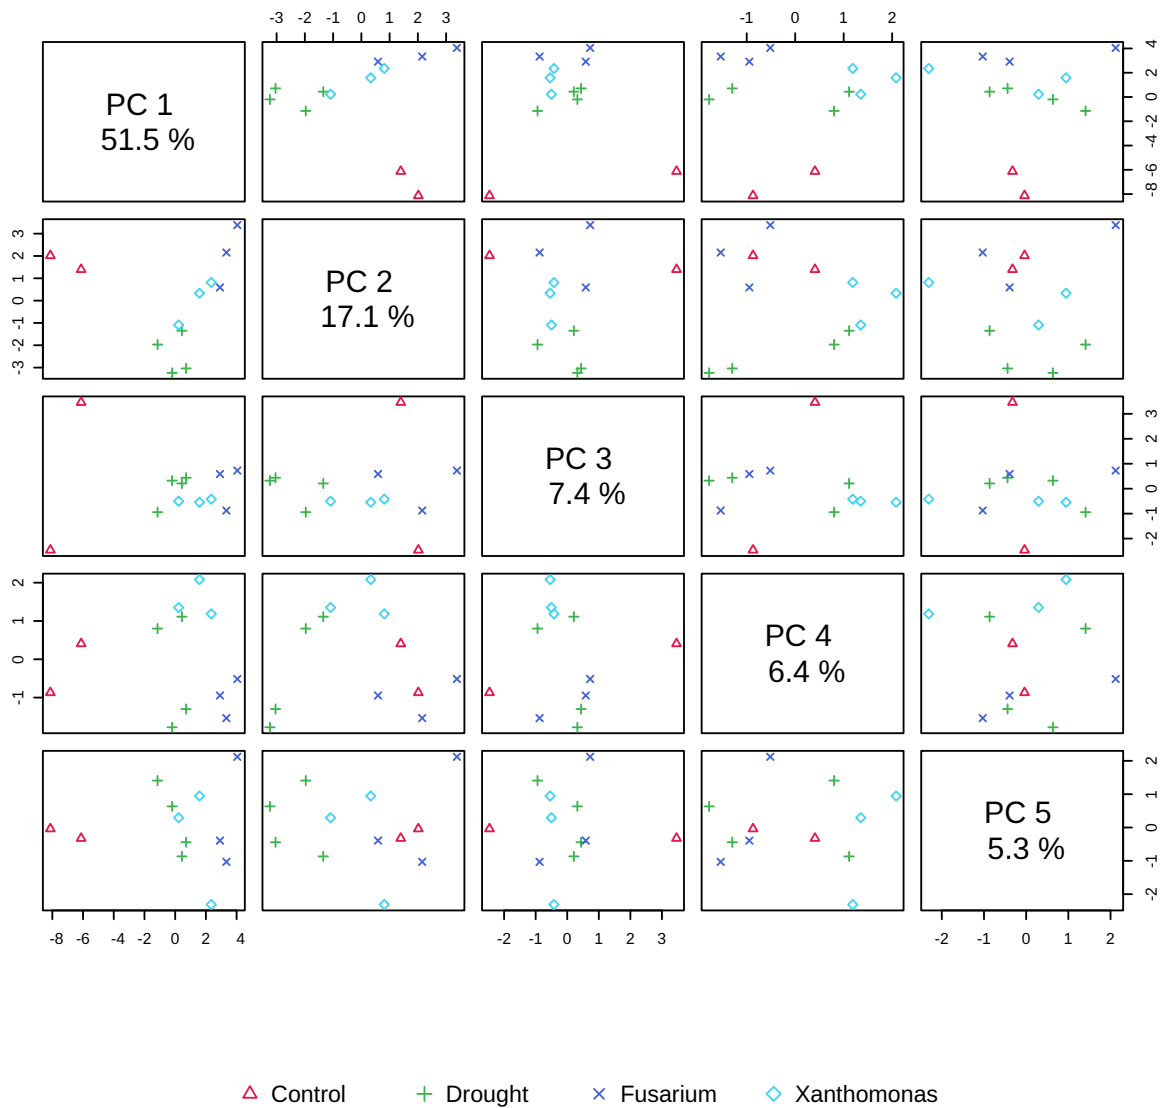 -3 -2 -1 0 1 2 3
-1 0 1 2
PC 1
51.5 %
4 2 0 -2 -4 -6 -8
3 2 1 0 -1 -2 -3
PC 2
17.1 %
PC 3
7.4 %
3 2 1 0 -1 -2
2 1 0 -1
PC 4
6.4 %
PC 5
5.3 %
2 1 0 -1 -2
-8 -6 -4 -2 0 2 4
-2 -1 0 1 2 3
-2 -1 0 1 2
Control Drought Fusarium Xanthomonas